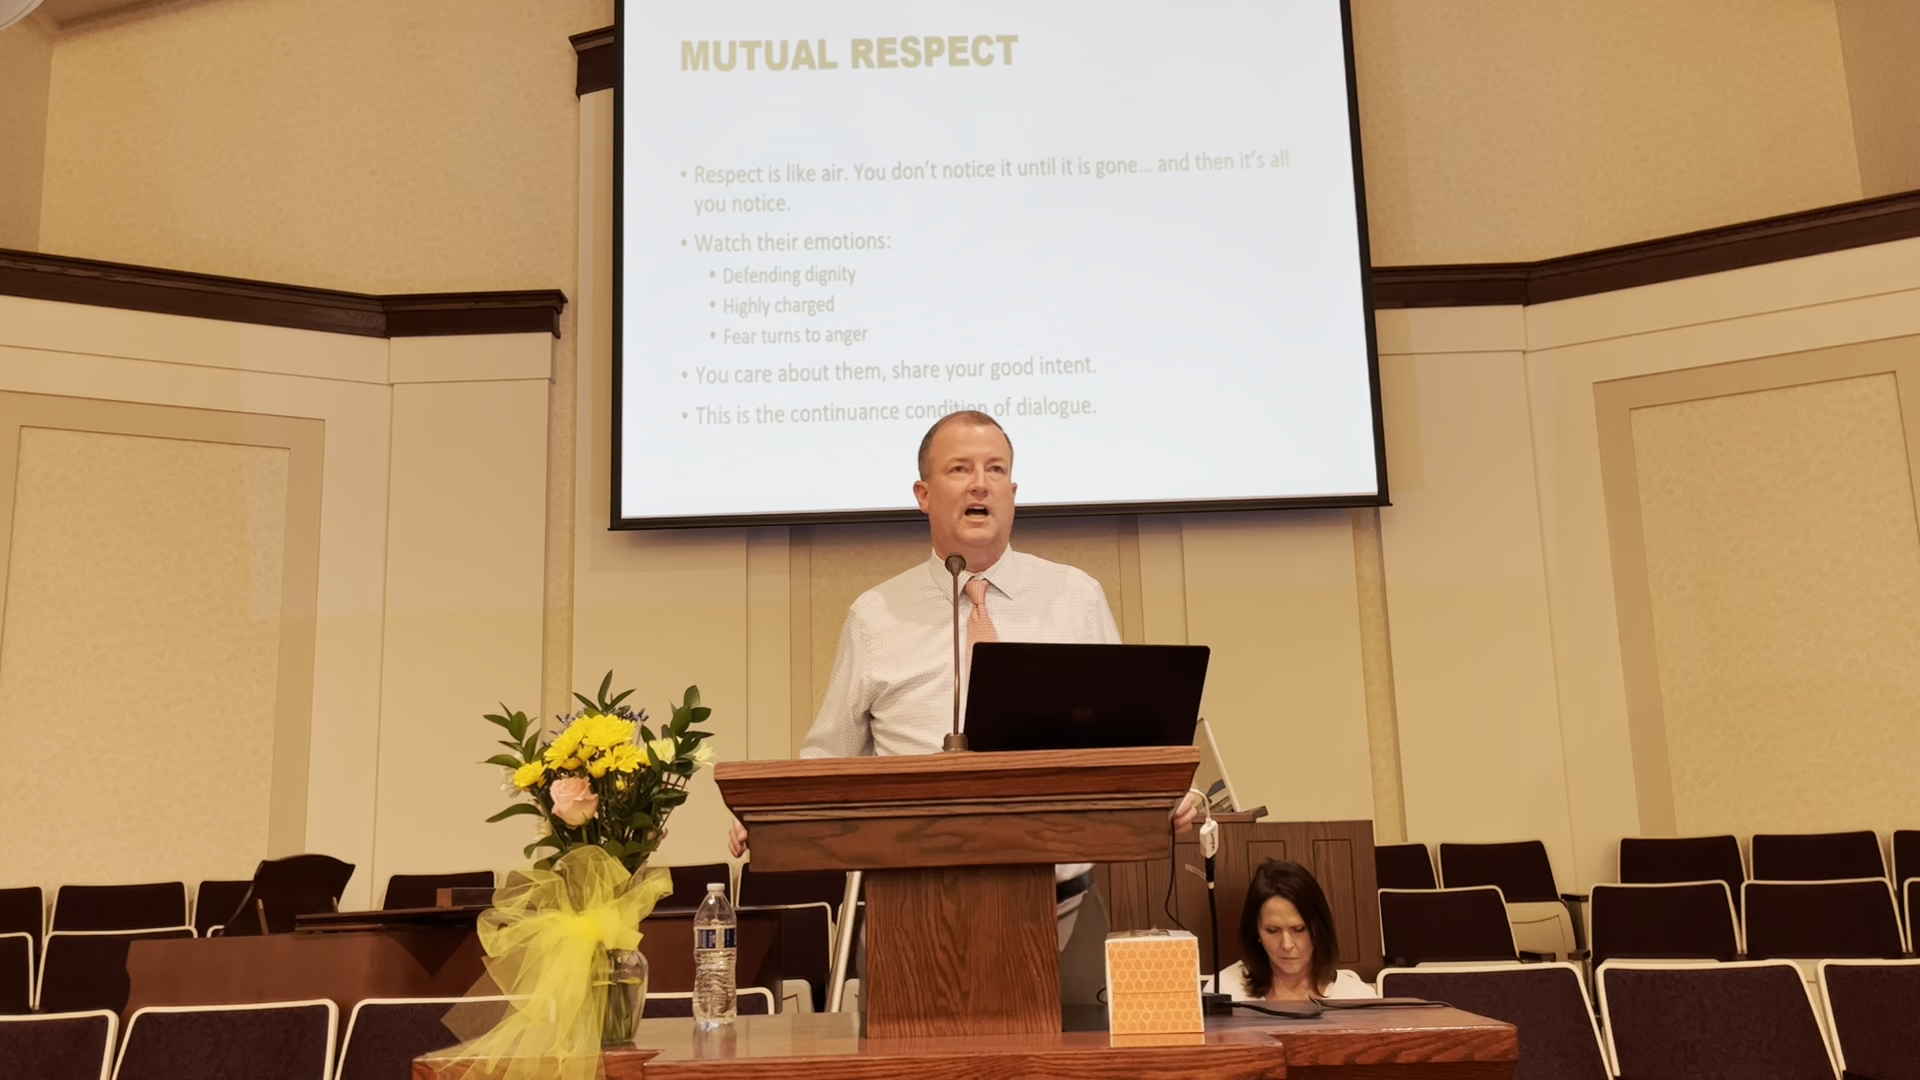 MUTUAL RESPECT
• Respect is like air. You don't notice it until it is gone... and then it's all
you notice.
• Watch their emotions:
• Defending dignity
• Highly charged
• Fear turns to anger
• You care about them, share your good intent.
• This is the continuance condition of dialogue.